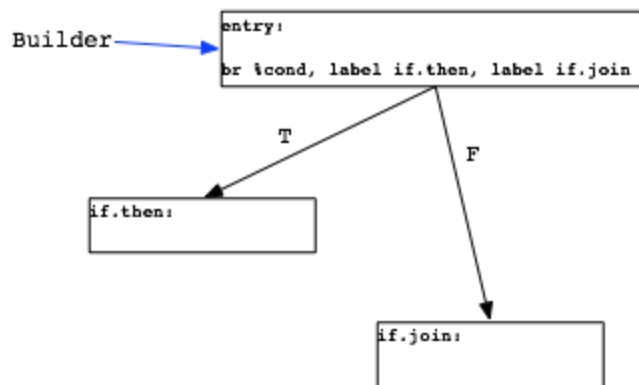 entry:
Builder
br %cond, label if.then, label if.join
T
F
if.then:
if.join: